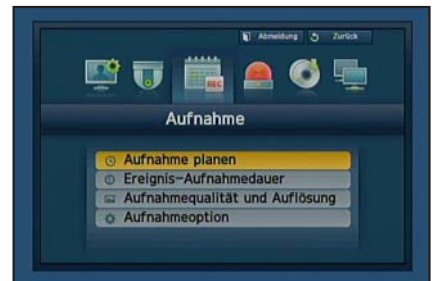 Abmeldung Zurück
REC
Aufnahme
Aufnahme planen
Ereignis-Aufnahmedauer
Aufnahmequalität und Auflösung
Aufnahmeoption